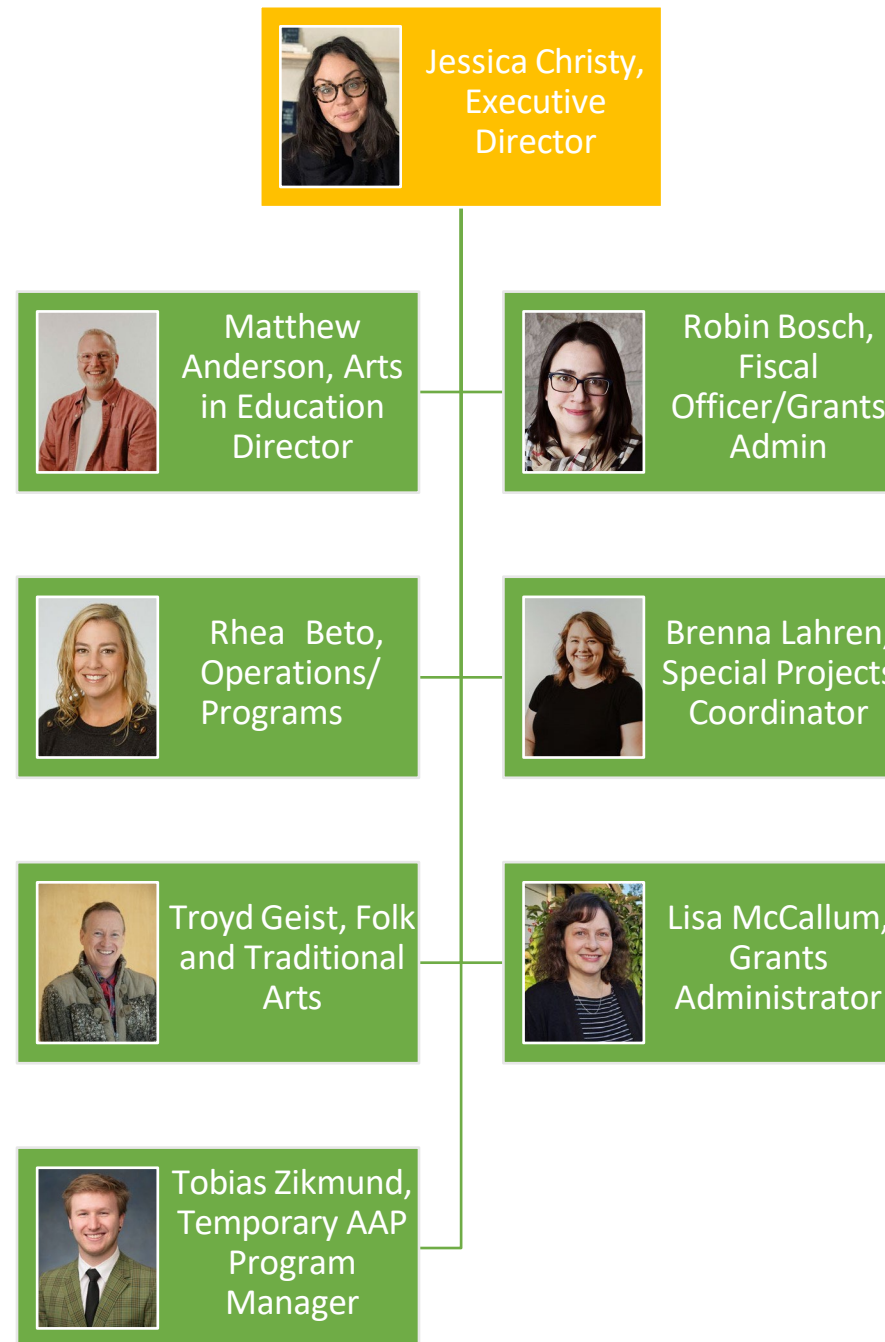 Jessica Christy,
Executive
Director
Matthew
Anderson, Arts
in Education
Director
Robin Bosch,
Fiscal
Officer/Grants
Admin
Rhea Beto,
Operations/
Programs
Brenna Lahren,
Special Projects
Coordinator
Troyd Geist, Folk
and Traditional
Arts
Lisa McCallum,
Grants
Administrator
Tobias Zikmund,
Temporary AAP
Program
Manager